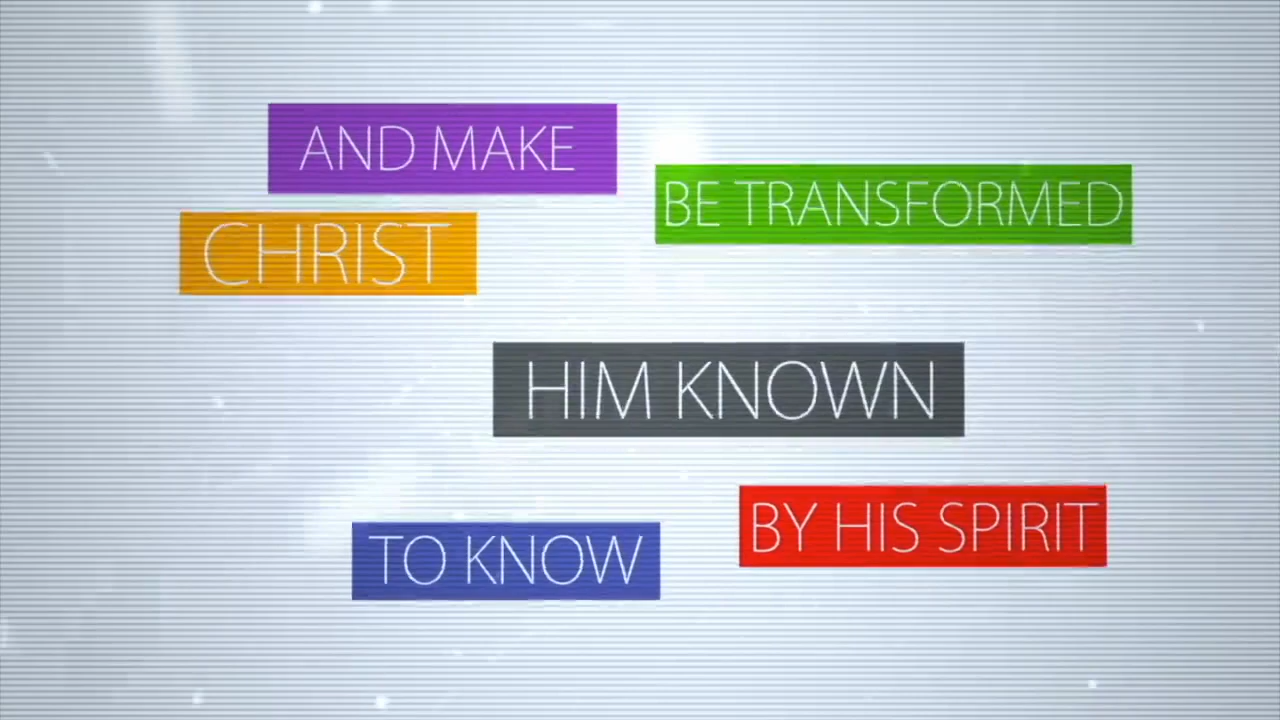 AND MAKE
BE TRANSFORMED
CHRIST
HIM KNOWN
BY HIS SPIRIT
TO KNOW